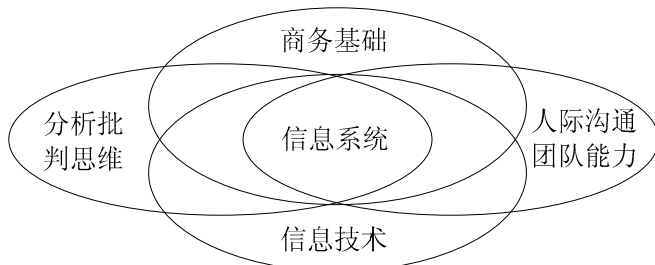 商务基础
分析批
判思维
信息系统
人际沟通
团队能力
信息技术